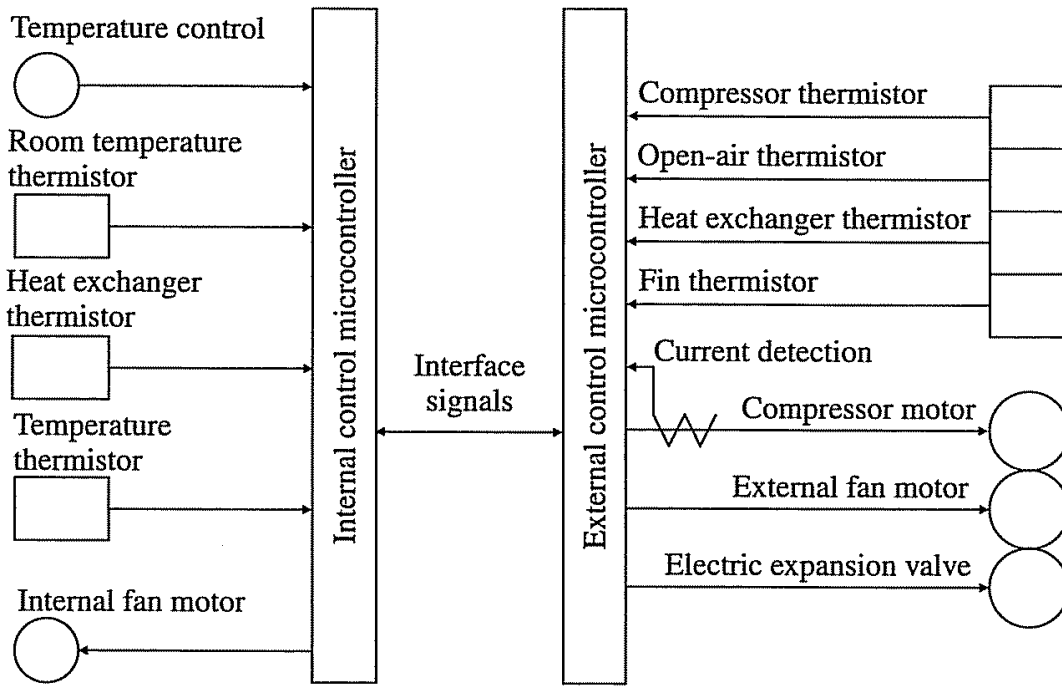 Temperature control
Room temperature
thermistor
Heat exchanger
thermistor
Temperature
thermistor
Internal fan motor
Internal control microcontroller
Interface
signals
External control microcontroller
Compressor thermistor
Open-air thermistor
Heat exchanger thermistor
Fin thermistor
Current detection
Compressor motor
External fan motor
Electric expansion valve